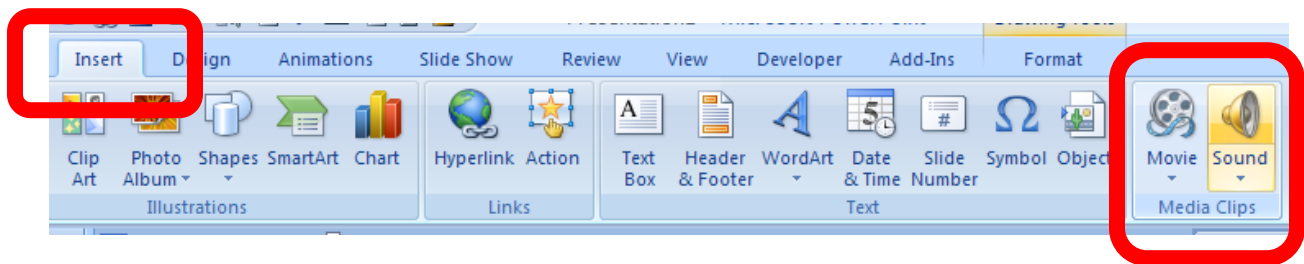 Insert Design Animations Slide Show Review View Developer Add-Ins Format
Clip Art Photo Album Shapes SmartArt Chart Hyperlink Action Text Box Header & Footer WordArt Date & Time Slide Number Symbol Object Movie Sound
Illustrations Links Text Media Clips